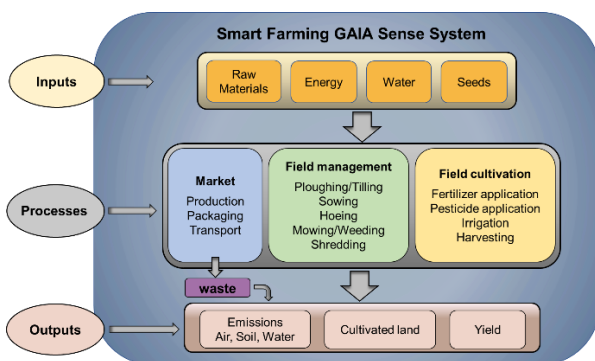 Smart Farming GAIA Sense System
Inputs
Raw
Materials
Energy
Water
Seeds
Processes
Market
Production
Packaging
Transport
Field management
Ploughing/Tilling
Sowing
Hoeing
Mowing/Weeding
Shredding
Field cultivation
Fertilizer application
Pesticide application
Irrigation
Harvesting
waste
Outputs
Emissions
Air, Soil, Water
Cultivated land
Yield